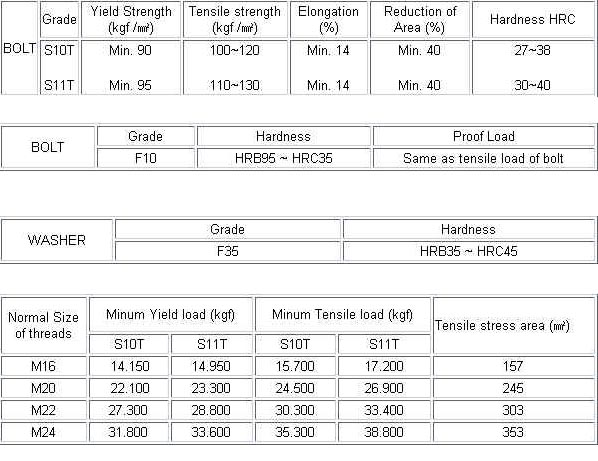 BOLT Grade Yield Strength (kgf /㎟) Tensile strength (kgf /㎟) Elongation (%) Reduction of Area (%) Hardness HRC
S10T Min. 90 100~120 Min. 14 Min. 40 27~38
S11T Min. 95 110~130 Min. 14 Min. 40 30~40
BOLT Grade Hardness Proof Load
F10 HRB95 ~ HRC35 Same as tensile load of bolt
WASHER Grade Hardness
F35 HRB35 ~ HRC45
Normal Size of threads Minum Yield load (kgf) Minum Tensile load (kgf) Tensile stress area (㎟)
S10T S11T S10T S11T
M16 14.150 14.950 15.700 17.200 157
M20 22.100 23.300 24.500 26.900 245
M22 27.300 28.800 30.300 33.400 303
M24 31.800 33.600 35.300 38.800 353